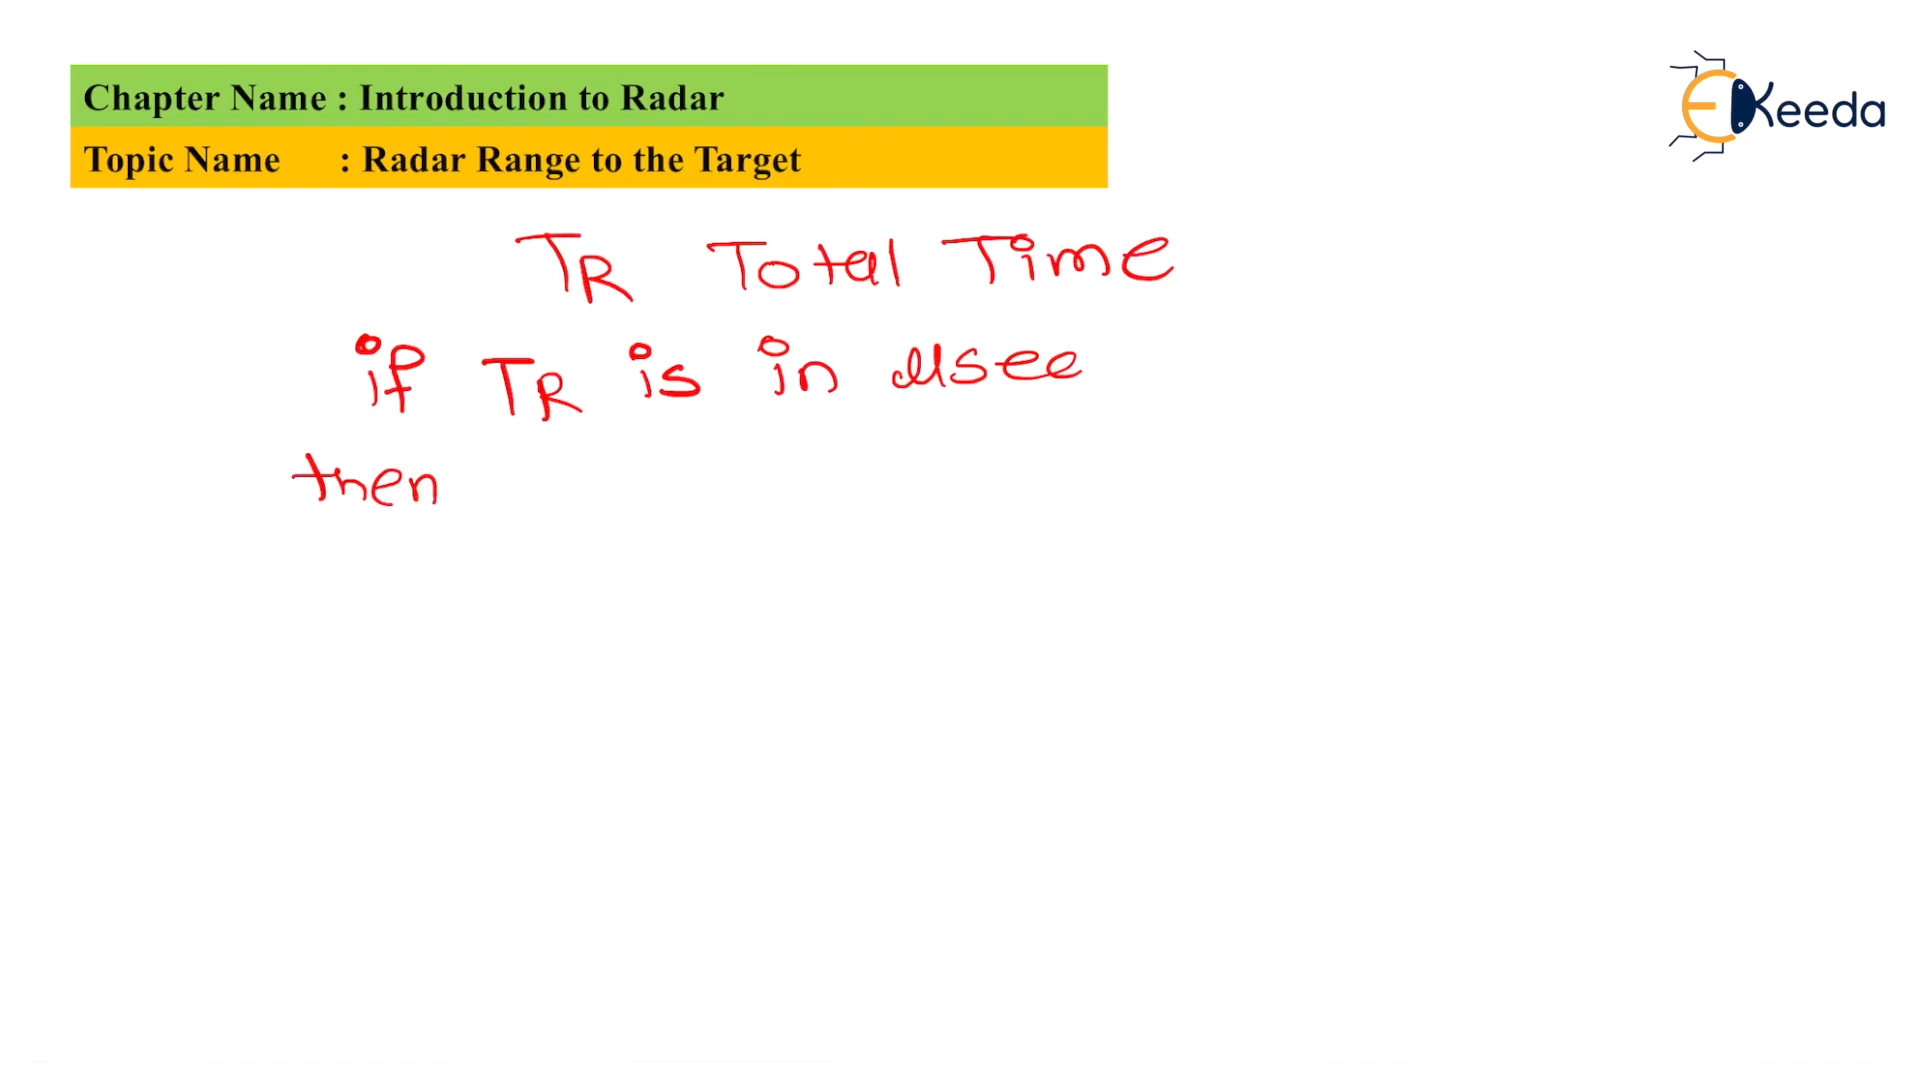 Chapter Name : Introduction to Radar
EKeeda
Topic Name : Radar Range to the Target
TR Total Time
if TR is in μsec
then